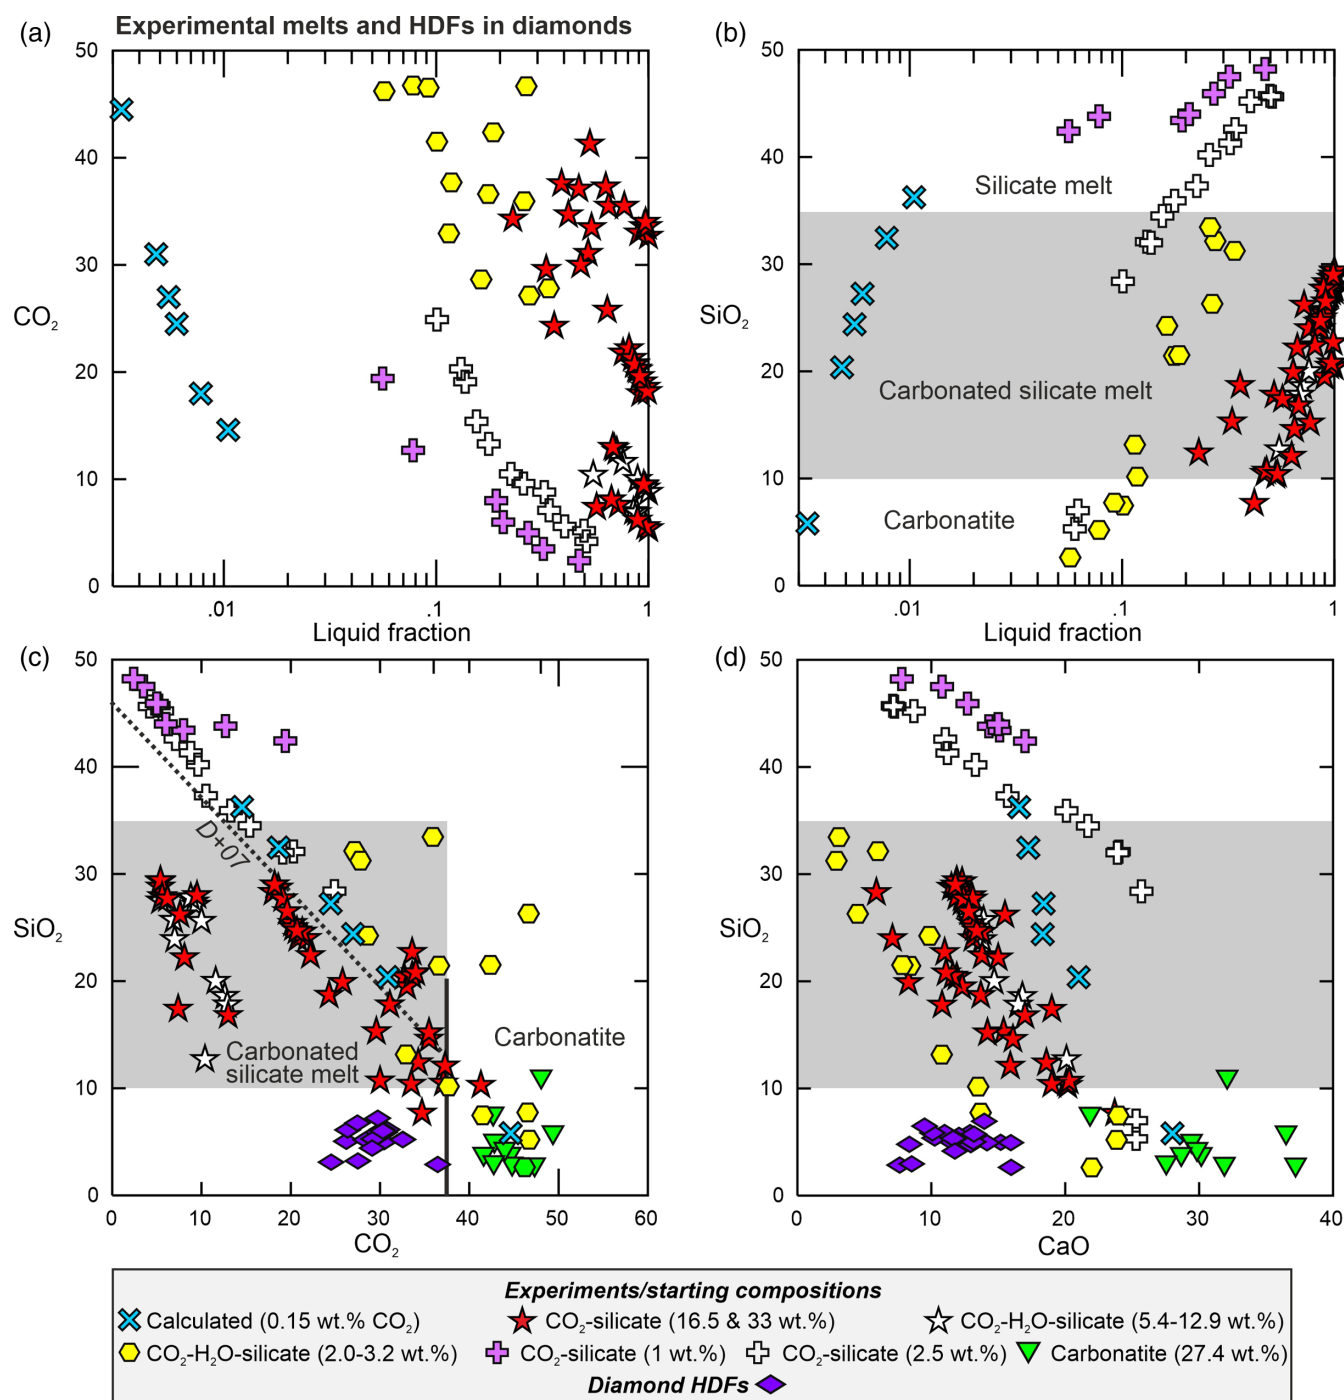 (a) Experimental melts and HDFs in diamonds
50
40
30
CO₂
20
10
0
.01 .1 1
Liquid fraction
(b)
50
40
Silicate melt
30
SiO₂
20
Carbonated silicate melt
10
Carbonatite
0
.01 .1 1
Liquid fraction
(c)
50
40
D+07
30
SiO₂
20
Carbonatite
Carbonated
silicate melt
10
0
0 10 20 30 40 50 60
CO₂
(d)
50
40
30
SiO₂
20
10
0
0 10 20 30 40
CaO
Experiments/starting compositions
Calculated (0.15 wt.% CO₂) CO₂-silicate (16.5 & 33 wt.%) CO₂-H₂O-silicate (5.4-12.9 wt.%)
CO₂-H₂O-silicate (2.0-3.2 wt.%) CO₂-silicate (1 wt.%) CO₂-silicate (2.5 wt.%) Carbonatite (27.4 wt.%)
Diamond HDFs